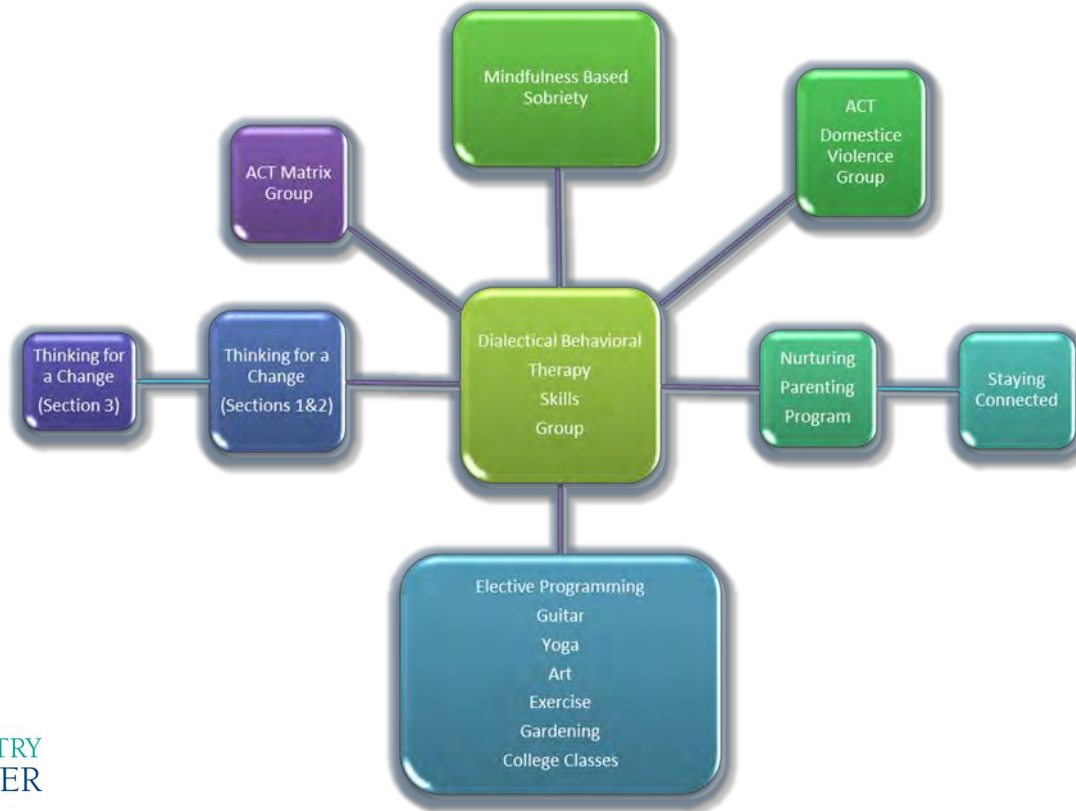 Mindfulness Based
Sobriety
ACT
Domestice
Violence
Group
ACT Matrix
Group
Thinking for
a Change
(Section 3)
Thinking for a
Change
(Sections 1&2)
Dialectical Behavioral
Therapy
Skills
Group
Nurturing
Parenting
Program
Staying
Connected
Elective Programming
Guitar
Yoga
Art
Exercise
Gardening
College Classes
TRY
ER